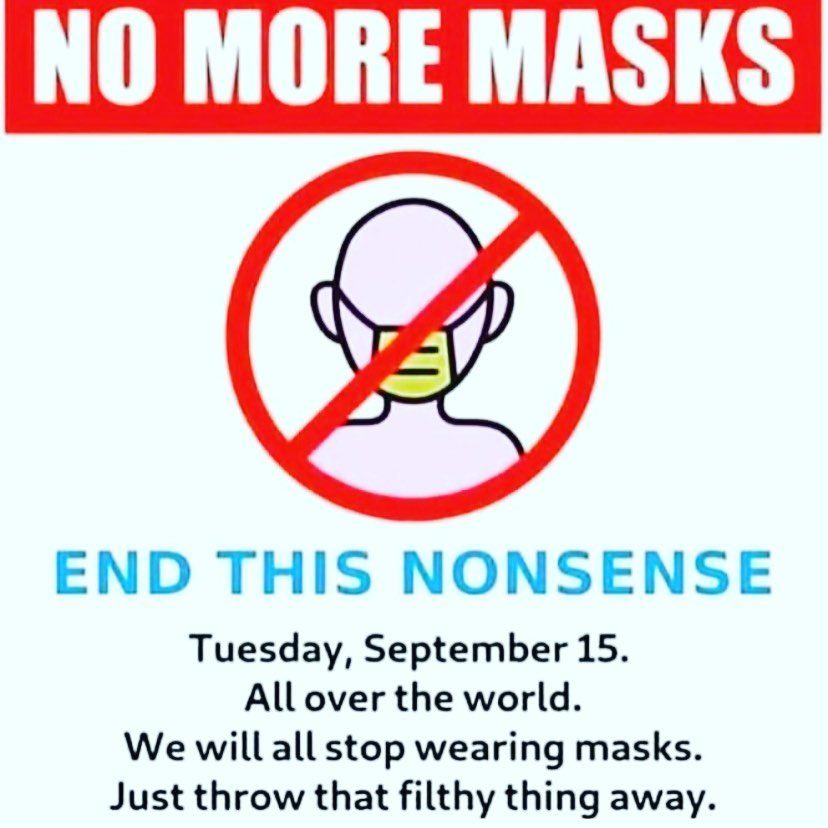 NO MORE MASKS
END THIS NONSENSE
Tuesday, September 15.
All over the world.
We will all stop wearing masks.
Just throw that filthy thing away.